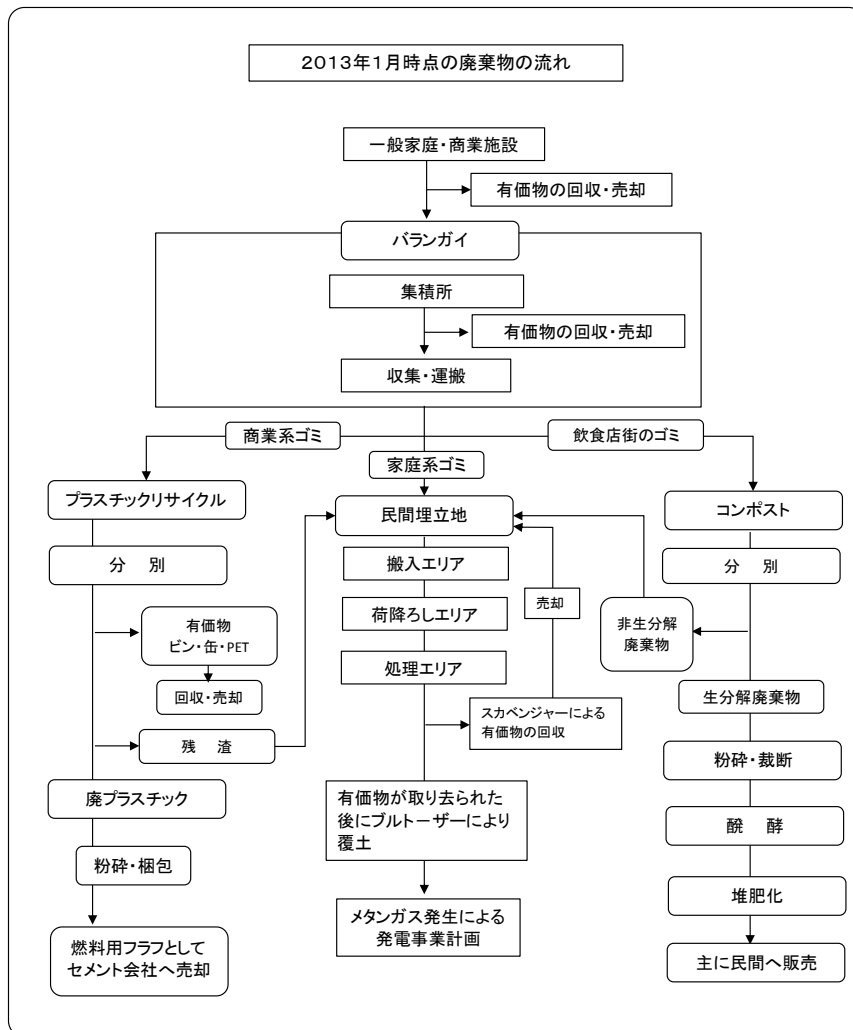 2013年1月時点の廃棄物の流れ
一般家庭・商業施設
有価物の回収・売却
バランガイ
集積所
有価物の回収・売却
収集・運搬
商業系ゴミ
飲食店街のゴミ
家庭系ゴミ
プラスチックリサイクル
民間埋立地
コンポスト
分 別
搬入エリア
分 別
売却
荷降ろしエリア
有価物
ビン・缶・PET
非生分解
廃棄物
処理エリア
回収・売却
生分解廃棄物
スカベンジャーによる
有価物の回収
残 渣
粉砕・裁断
廃プラスチック
有価物が取り去られた
後にブルトーザーにより
覆土
醗 酵
粉砕・梱包
堆肥化
メタンガス発生による
発電事業計画
燃料用フラフとして
セメント会社へ売却
主に民間へ販売